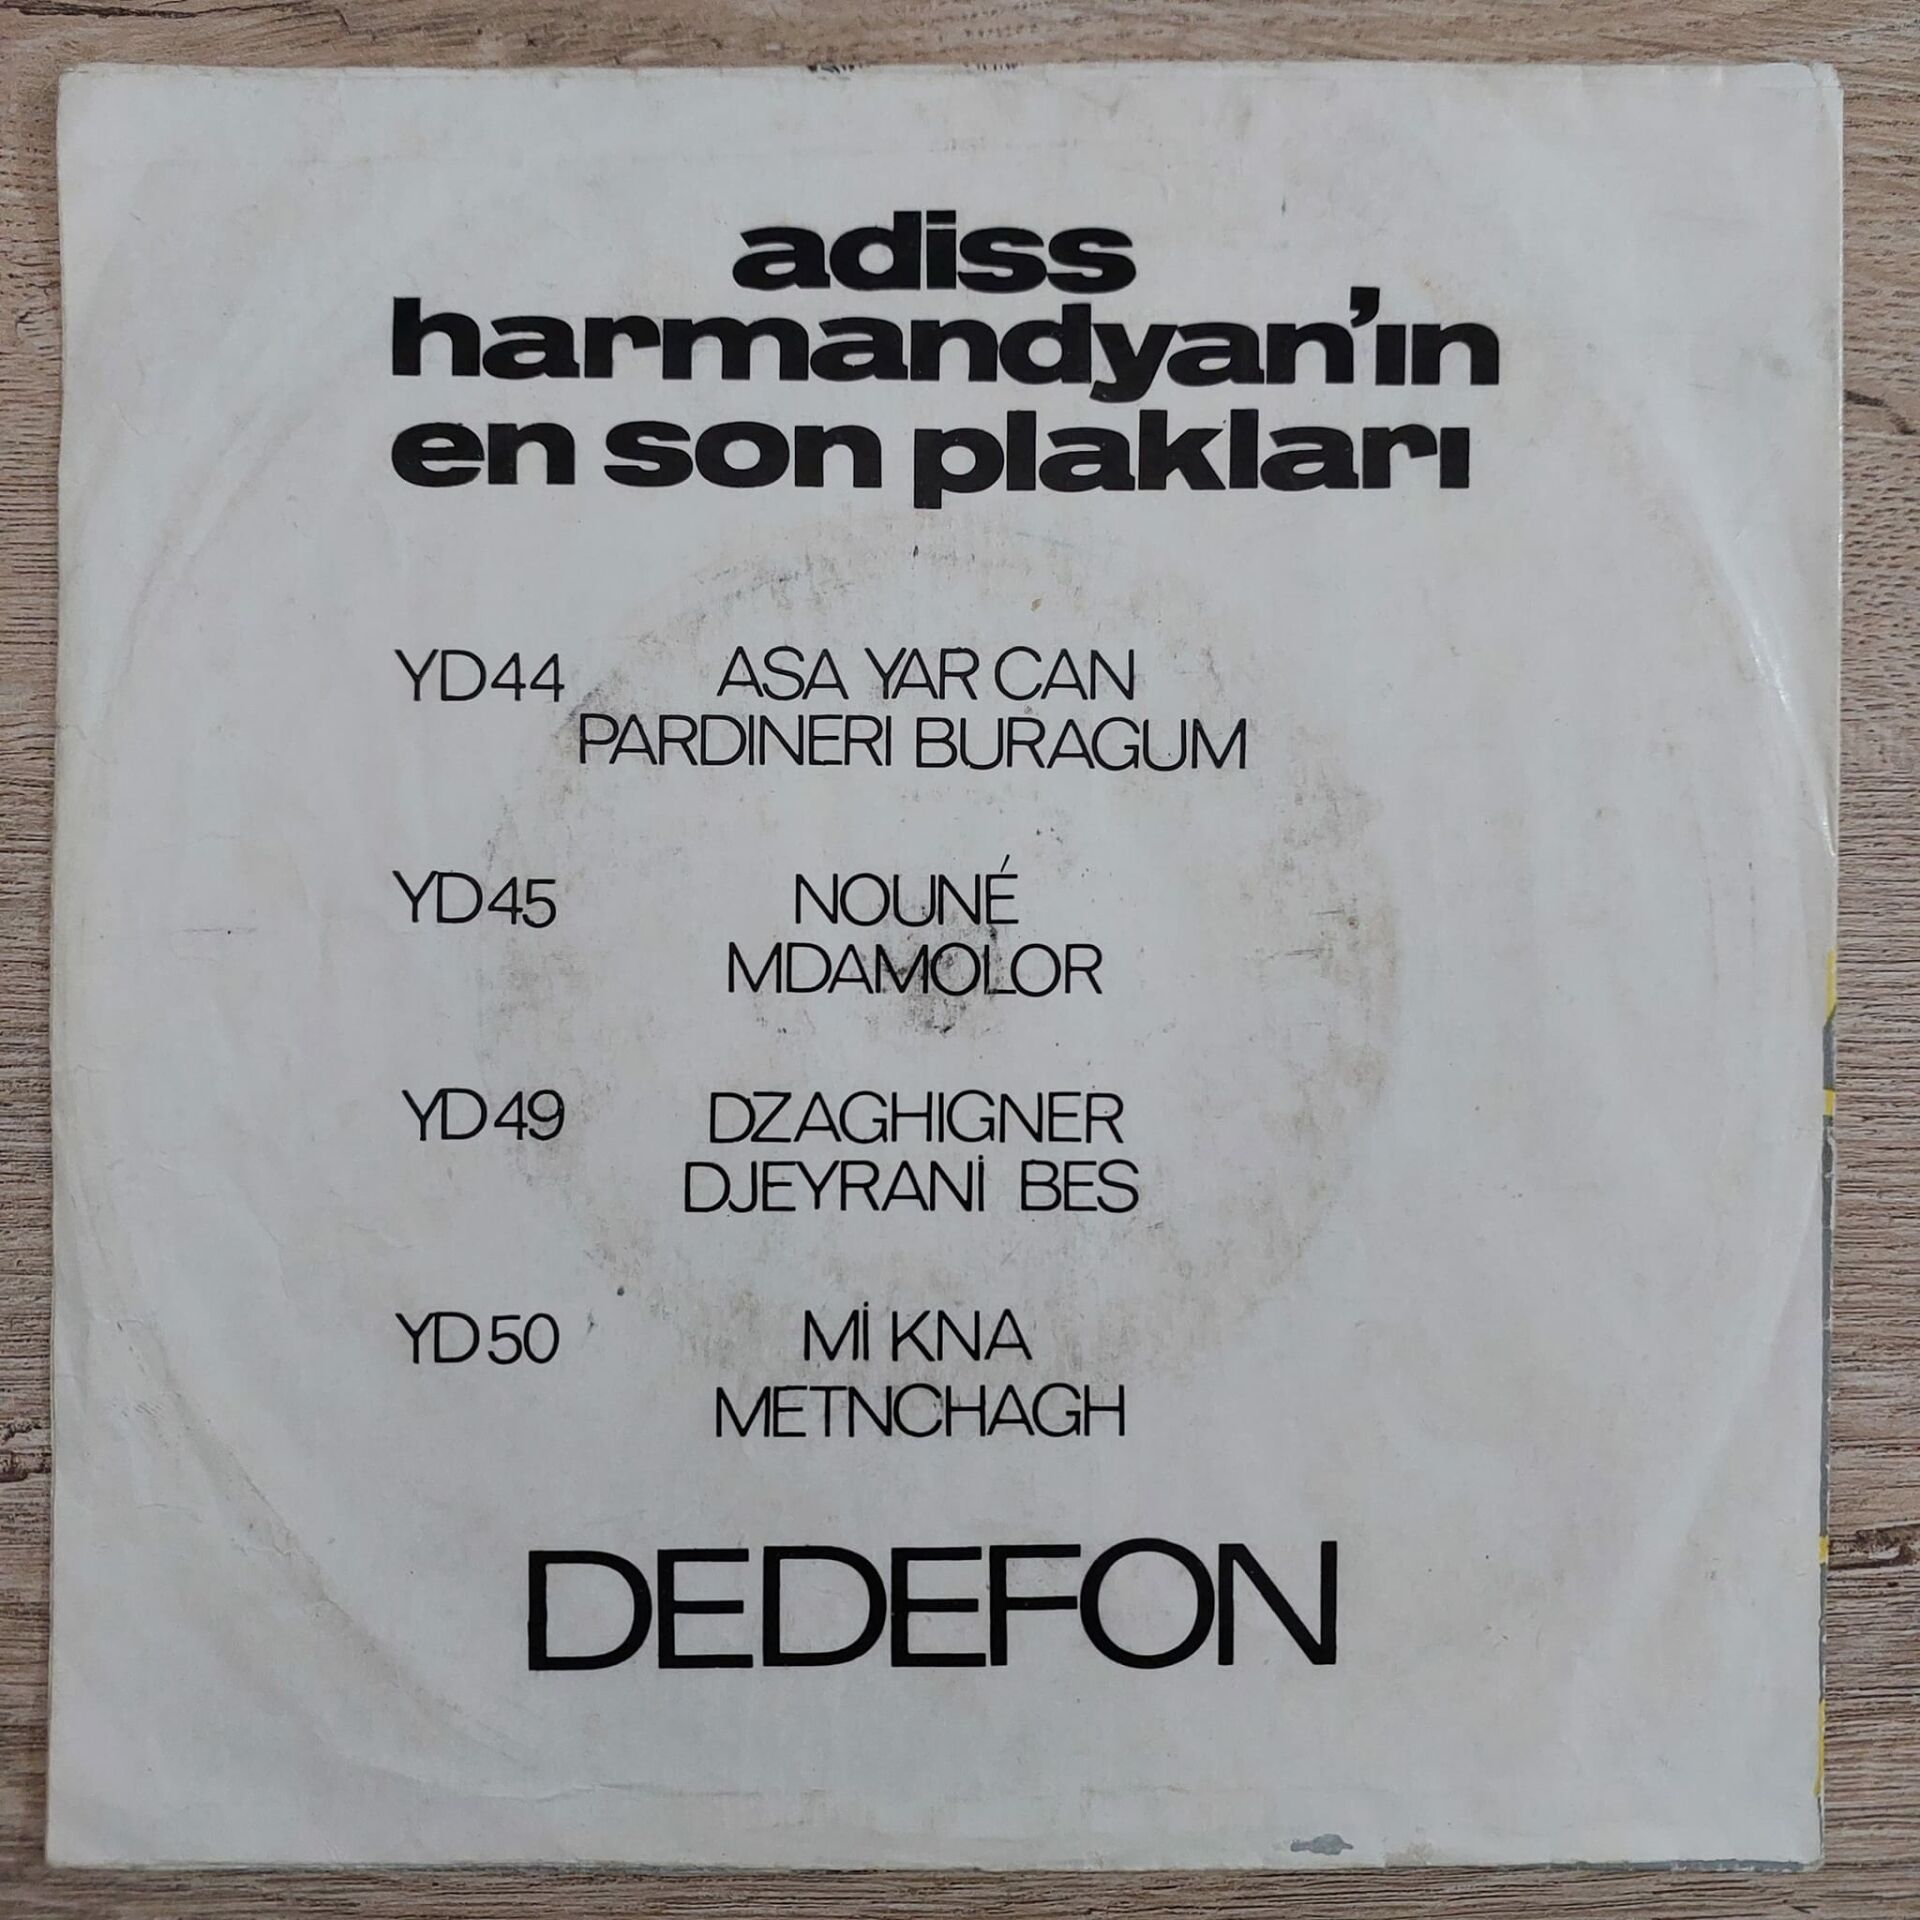 adiss
harmandyan'ın
en son plakları
YD44 ASA YAR CAN
PARDINERI BURAGUM
YD45 NOUNÉ
MDAMOLOR
YD49 DZAGHIGNER
DJEYRANİ BES
YD50 Mİ KNA
METNCHAGH
DEDEFON